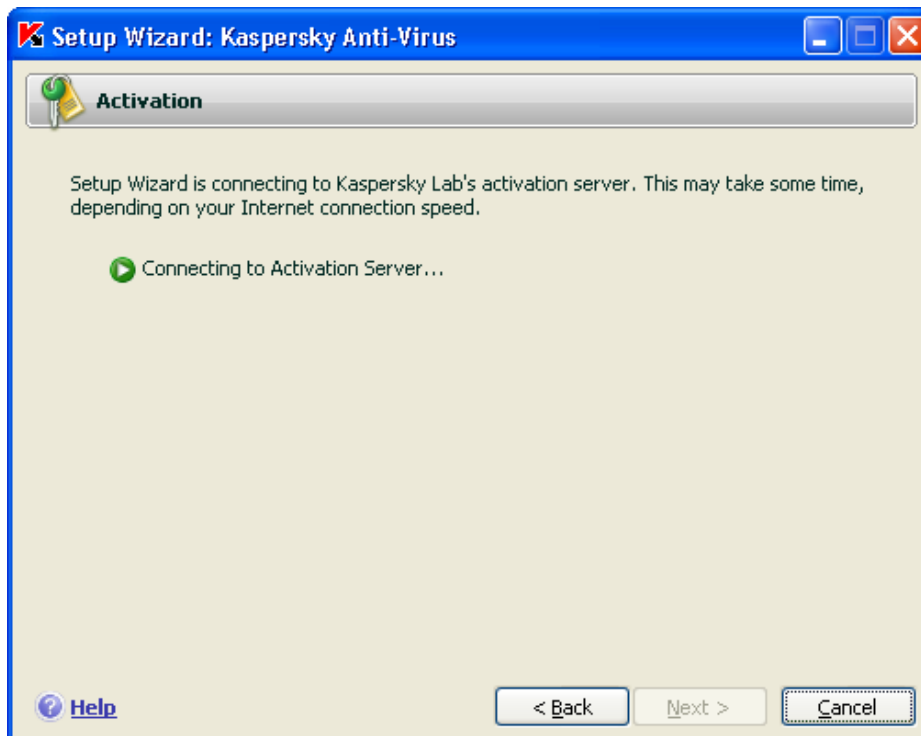 Setup Wizard: Kaspersky Anti-Virus
Activation
Setup Wizard is connecting to Kaspersky Lab's activation server. This may take some time,
depending on your Internet connection speed.
Connecting to Activation Server...
Help
< Back
Next >
Cancel